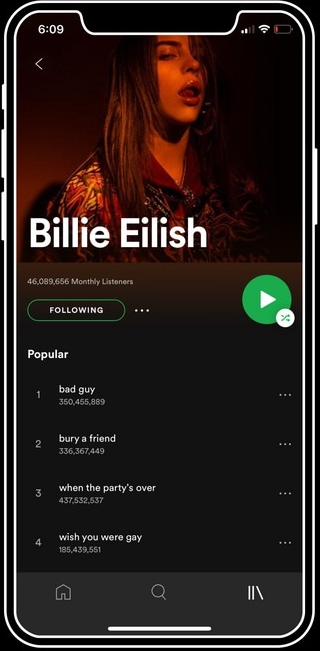 6:09
Billie Eilish
46,089,656 Monthly Listeners
FOLLOWING
Popular
1 bad guy
350,455,889
2 bury a friend
336,367,449
3 when the party's over
437,532,537
4 wish you were gay
185,439,551